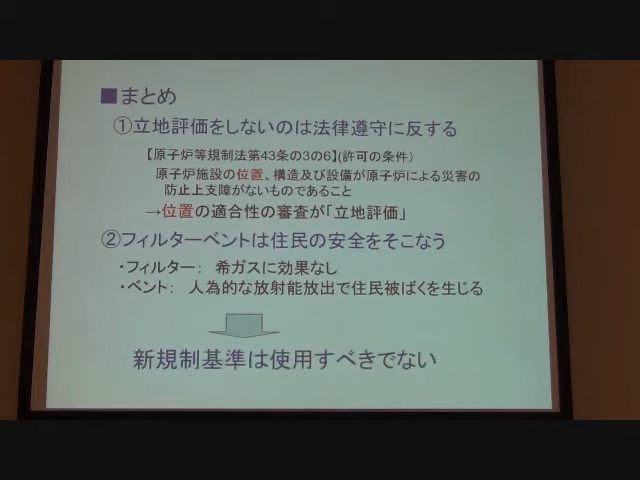 ■まとめ
①立地評価をしないのは法律遵守に反する
【原子炉等規制法第43条の3の6】(許可の条件)
原子炉施設の位置、構造及び設備が原子炉による災害の
防止上支障がないものであること
→位置の適合性の審査が「立地評価」
②フィルターベントは住民の安全をそこなう
・フィルター： 希ガスに効果なし
・ベント： 人為的な放射能放出で住民被ばくを生じる
新規制基準は使用すべきでない